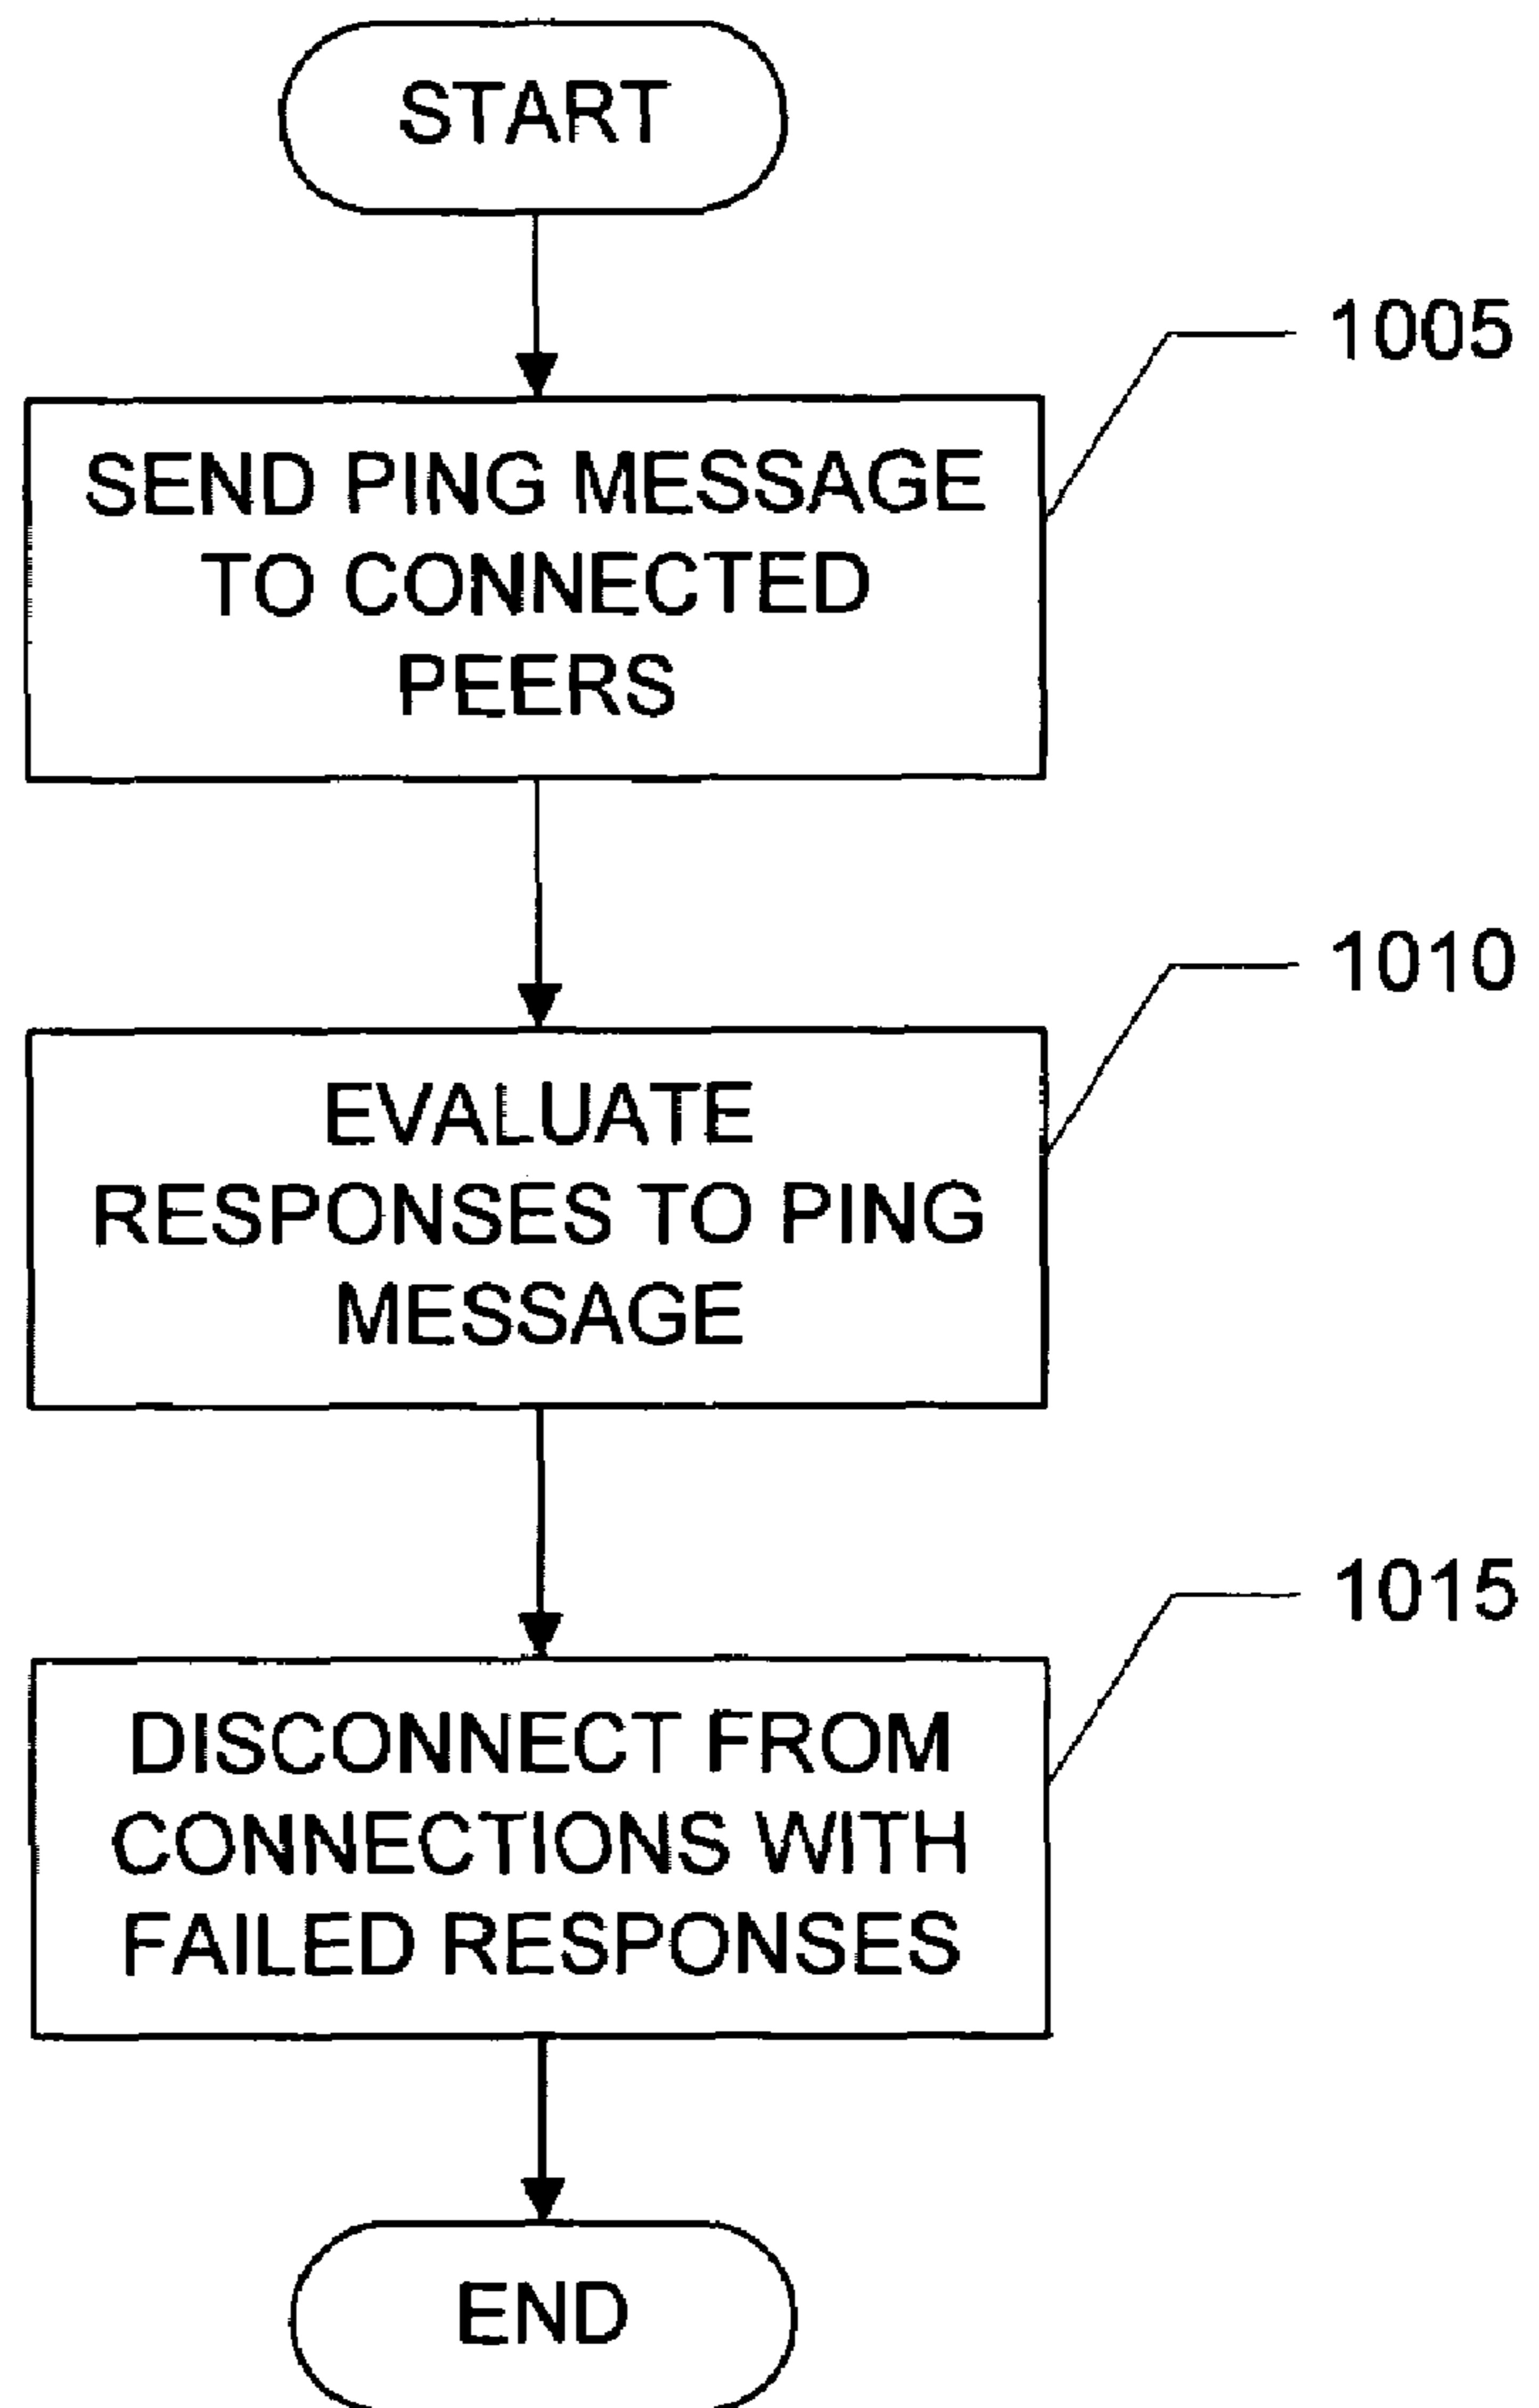 START
1005
SEND PING MESSAGE
TO CONNECTED
PEERS
1010
EVALUATE
RESPONSES TO PING
MESSAGE
1015
DISCONNECT FROM
CONNECTIONS WITH
FAILED RESPONSES
END